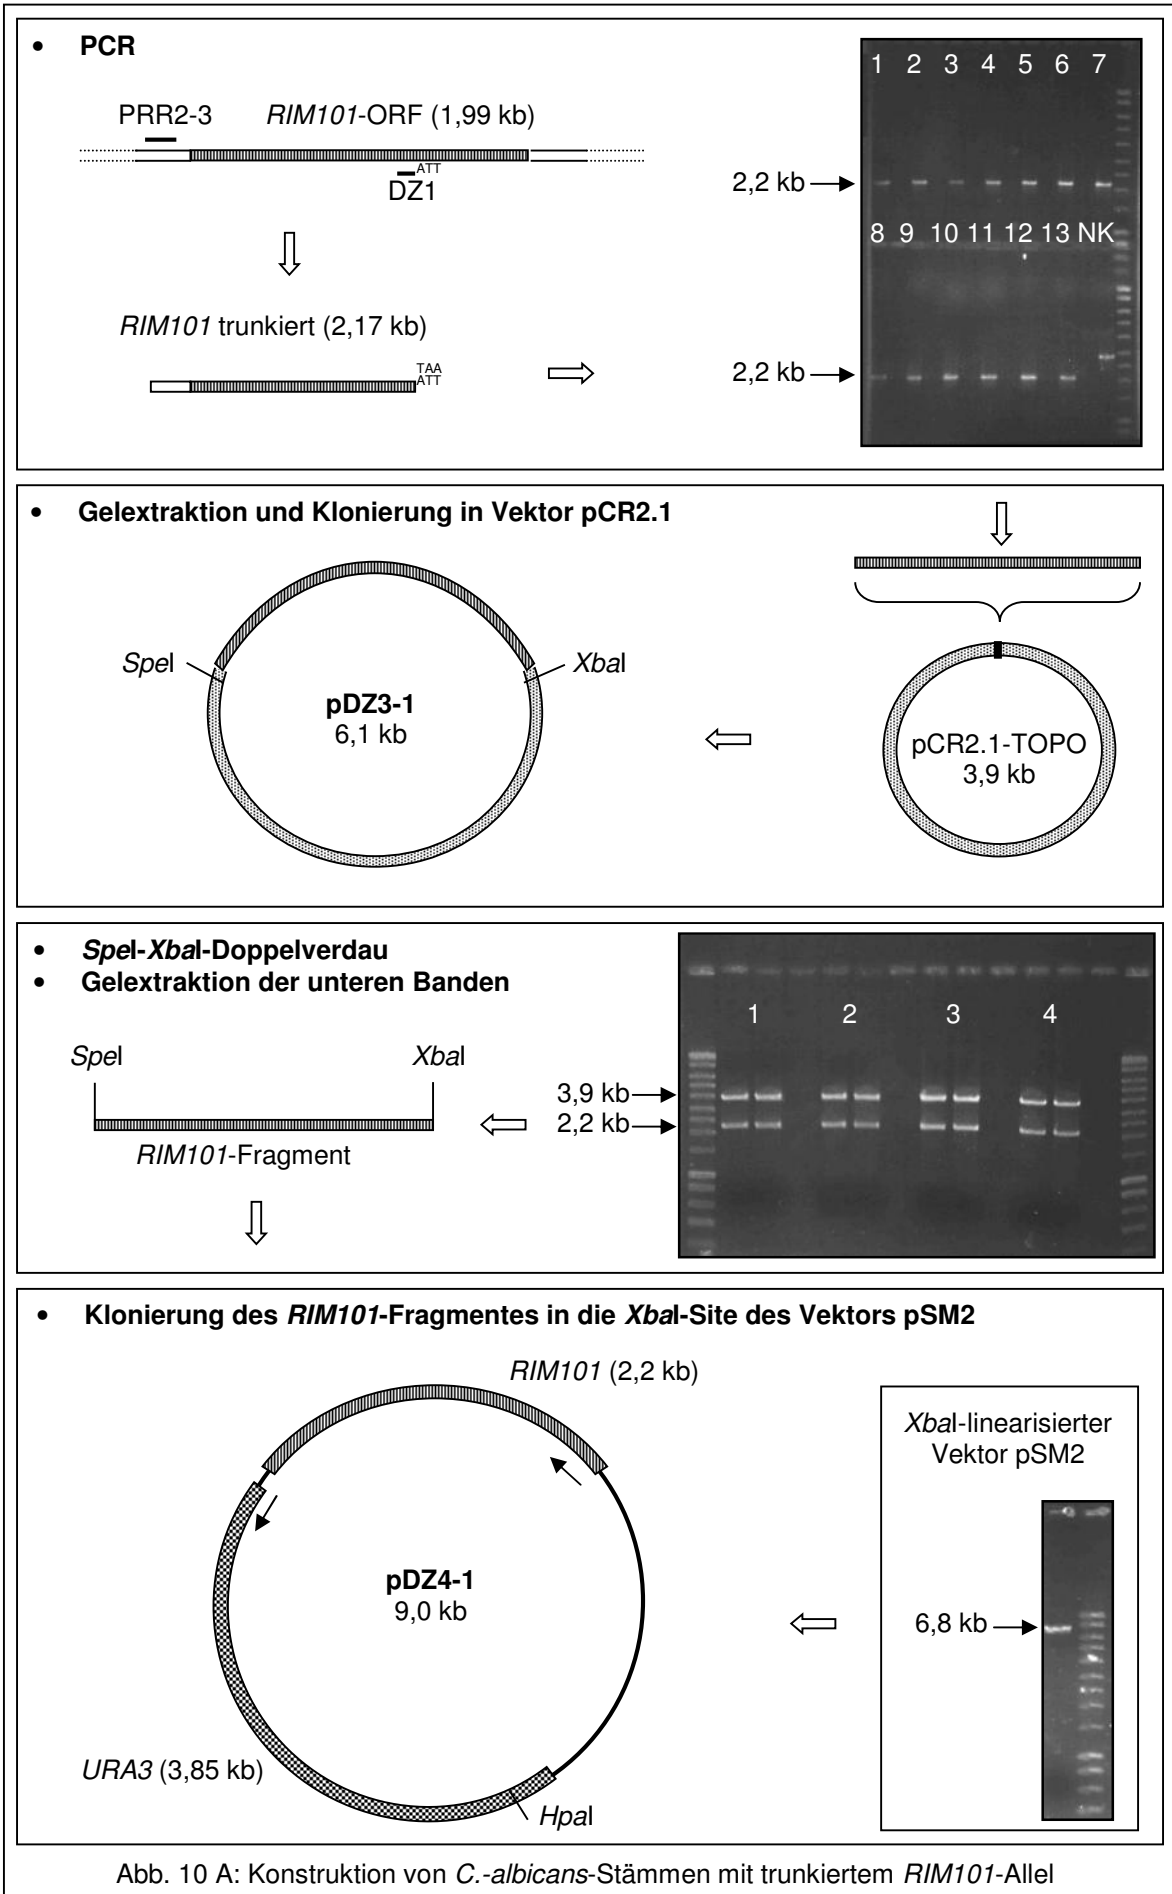 • PCR
PRR2-3
RIM101-ORF (1,99 kb)
ATT
DZ1
RIM101 trunkiert (2,17 kb)
TAA
ATT
1 2 3 4 5 6 7
2,2 kb
8 9 10 11 12 13 NK
2,2 kb
• Gelextraktion und Klonierung in Vektor pCR2.1
SpeI
XbaI
pDZ3-1
6,1 kb
pCR2.1-TOPO
3,9 kb
• SpeI-XbaI-Doppelverdau
• Gelextraktion der unteren Banden
SpeI
XbaI
RIM101-Fragment
1 2 3 4
3,9 kb
2,2 kb
• Klonierung des RIM101-Fragmentes in die XbaI-Site des Vektors pSM2
RIM101 (2,2 kb)
pDZ4-1
9,0 kb
URA3 (3,85 kb)
HpaI
XbaI-linearisierter
Vektor pSM2
6,8 kb
Abb. 10 A: Konstruktion von C.-albicans-Stämmen mit trunkiertem RIM101-Allel